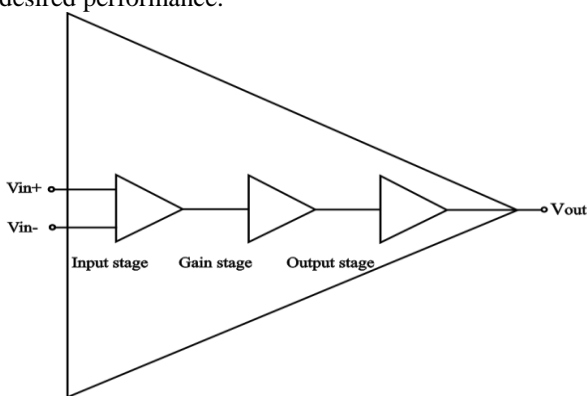 desired performance.
Vin+
Vin-
Vout
Input stage Gain stage Output stage